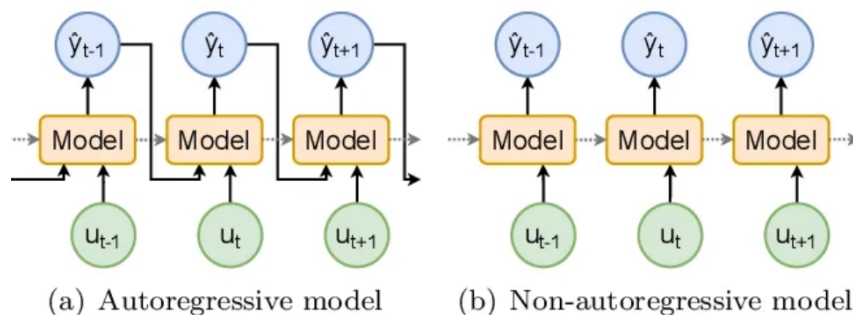 ŷt-1 ŷt ŷt+1 ŷt-1 ŷt ŷt+1
Model Model Model Model Model Model
ut-1 ut ut+1 ut-1 ut ut+1
(a) Autoregressive model (b) Non-autoregressive model